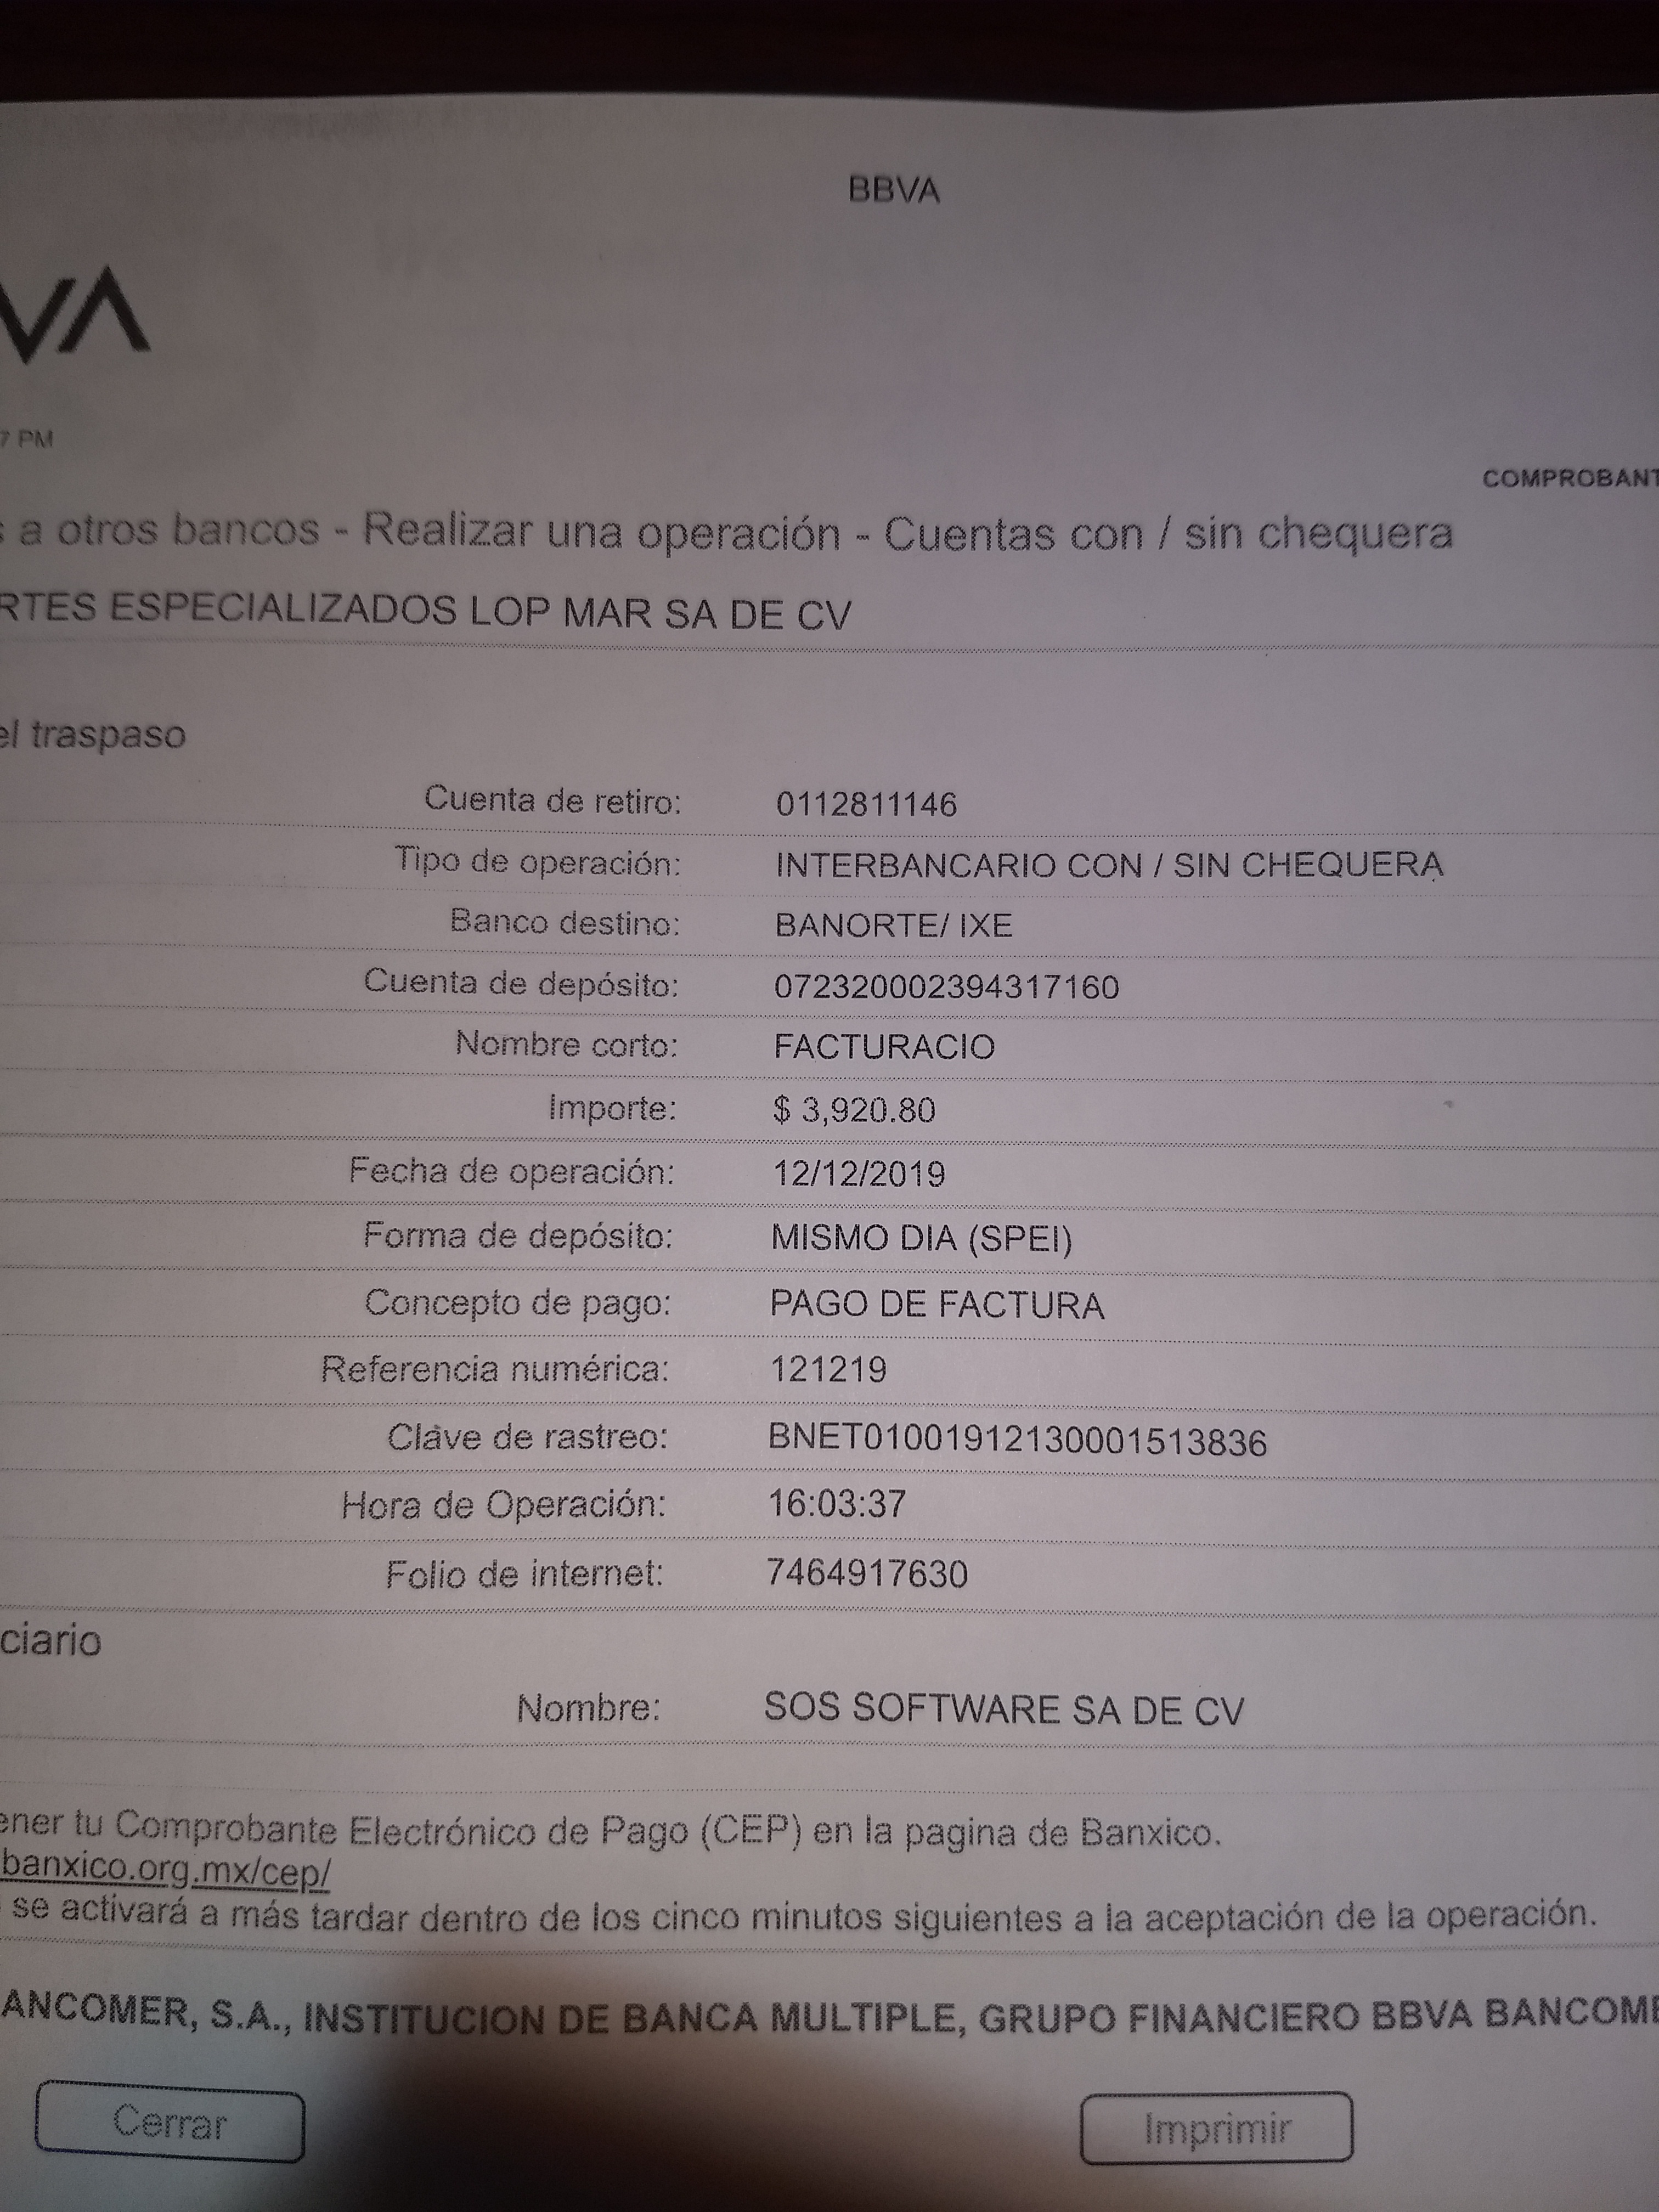 BBVA
VA
7 PM
COMPROBANT
s a otros bancos - Realizar una operación - Cuentas con / sin chequera
RTES ESPECIALIZADOS LOP MAR SA DE CV
el traspaso
Cuenta de retiro: 0112811146
Tipo de operación: INTERBANCARIO CON / SIN CHEQUERA
Banco destino: BANORTE/ IXE
Cuenta de depósito: 072320002394317160
Nombre corto: FACTURACIO
Importe: $ 3,920.80
Fecha de operación: 12/12/2019
Forma de depósito: MISMO DIA (SPEI)
Concepto de pago: PAGO DE FACTURA
Referencia numérica: 121219
Clave de rastreo: BNET01001912130001513836
Hora de Operación: 16:03:37
Folio de internet: 7464917630
ciario
Nombre: SOS SOFTWARE SA DE CV
ener tu Comprobante Electrónico de Pago (CEP) en la pagina de Banxico.
banxico.org.mx/cep/
se activará a más tardar dentro de los cinco minutos siguientes a la aceptación de la operación.
ANCOMER, S.A., INSTITUCION DE BANCA MULTIPLE, GRUPO FINANCIERO BBVA BANCOME
Cerrar
Imprimir